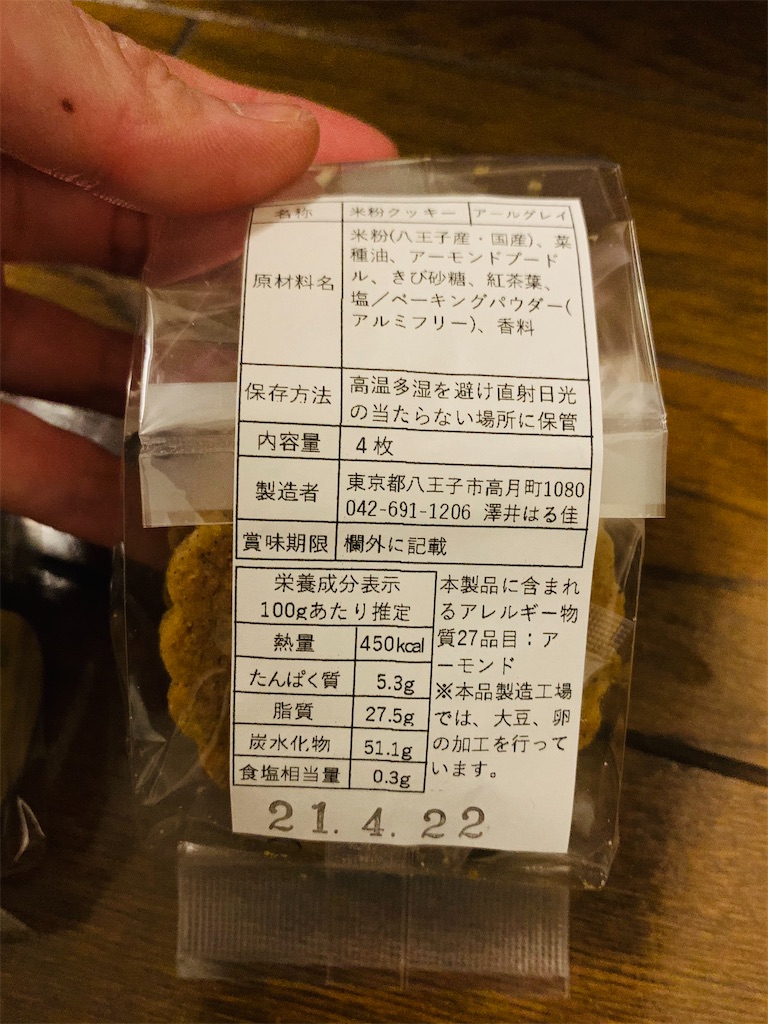 名称 米粉クッキー アールグレイ
原材料名 米粉(八王子産・国産)、菜
種油、アーモンドプード
ル、きび砂糖、紅茶葉、
塩／ベーキングパウダー(
アルミフリー)、香料
保存方法 高温多湿を避け直射日光
の当たらない場所に保管
内容量 4枚
製造者 東京都八王子市高月町1080
042-691-1206 澤井はる佳
賞味期限 欄外に記載
栄養成分表示
100gあたり推定
熱量 450kcal
たんぱく質 5.3g
脂質 27.5g
炭水化物 51.1g
食塩相当量 0.3g
本製品に含まれ
るアレルギー物
質27品目：ア
ーモンド
※本品製造工場
では、大豆、卵
の加工を行って
います。
21.4.22